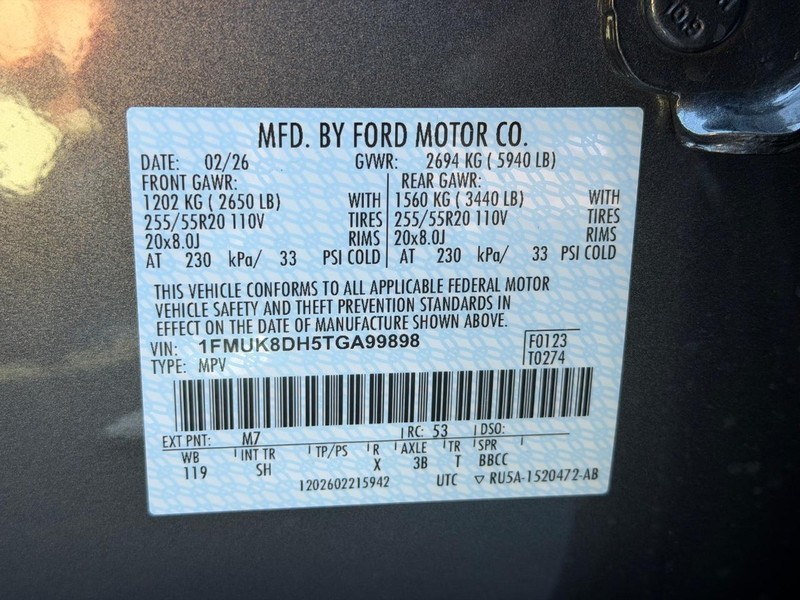 MFD. BY FORD MOTOR CO.
DATE: 02/26 GVWR: 2694 KG ( 5940 LB)
FRONT GAWR: REAR GAWR:
1202 KG ( 2650 LB) WITH 1560 KG ( 3440 LB) WITH
255/55R20 110V TIRES 255/55R20 110V TIRES
20x8.0J RIMS 20x8.0J RIMS
AT 230 kPa/ 33 PSI COLD AT 230 kPa/ 33 PSI COLD
THIS VEHICLE CONFORMS TO ALL APPLICABLE FEDERAL MOTOR
VEHICLE SAFETY AND THEFT PREVENTION STANDARDS IN
EFFECT ON THE DATE OF MANUFACTURE SHOWN ABOVE.
VIN: 1FMUK8DH5TGA99898 F0123
TYPE: MPV T0274
EXT PNT: M7 RC: 53 DSO:
WB INT TR TP/PS R AXLE TR SPR
119 SH X 3B T BBCC
1202602215942 UTC ▽ RU5A-1520472-AB